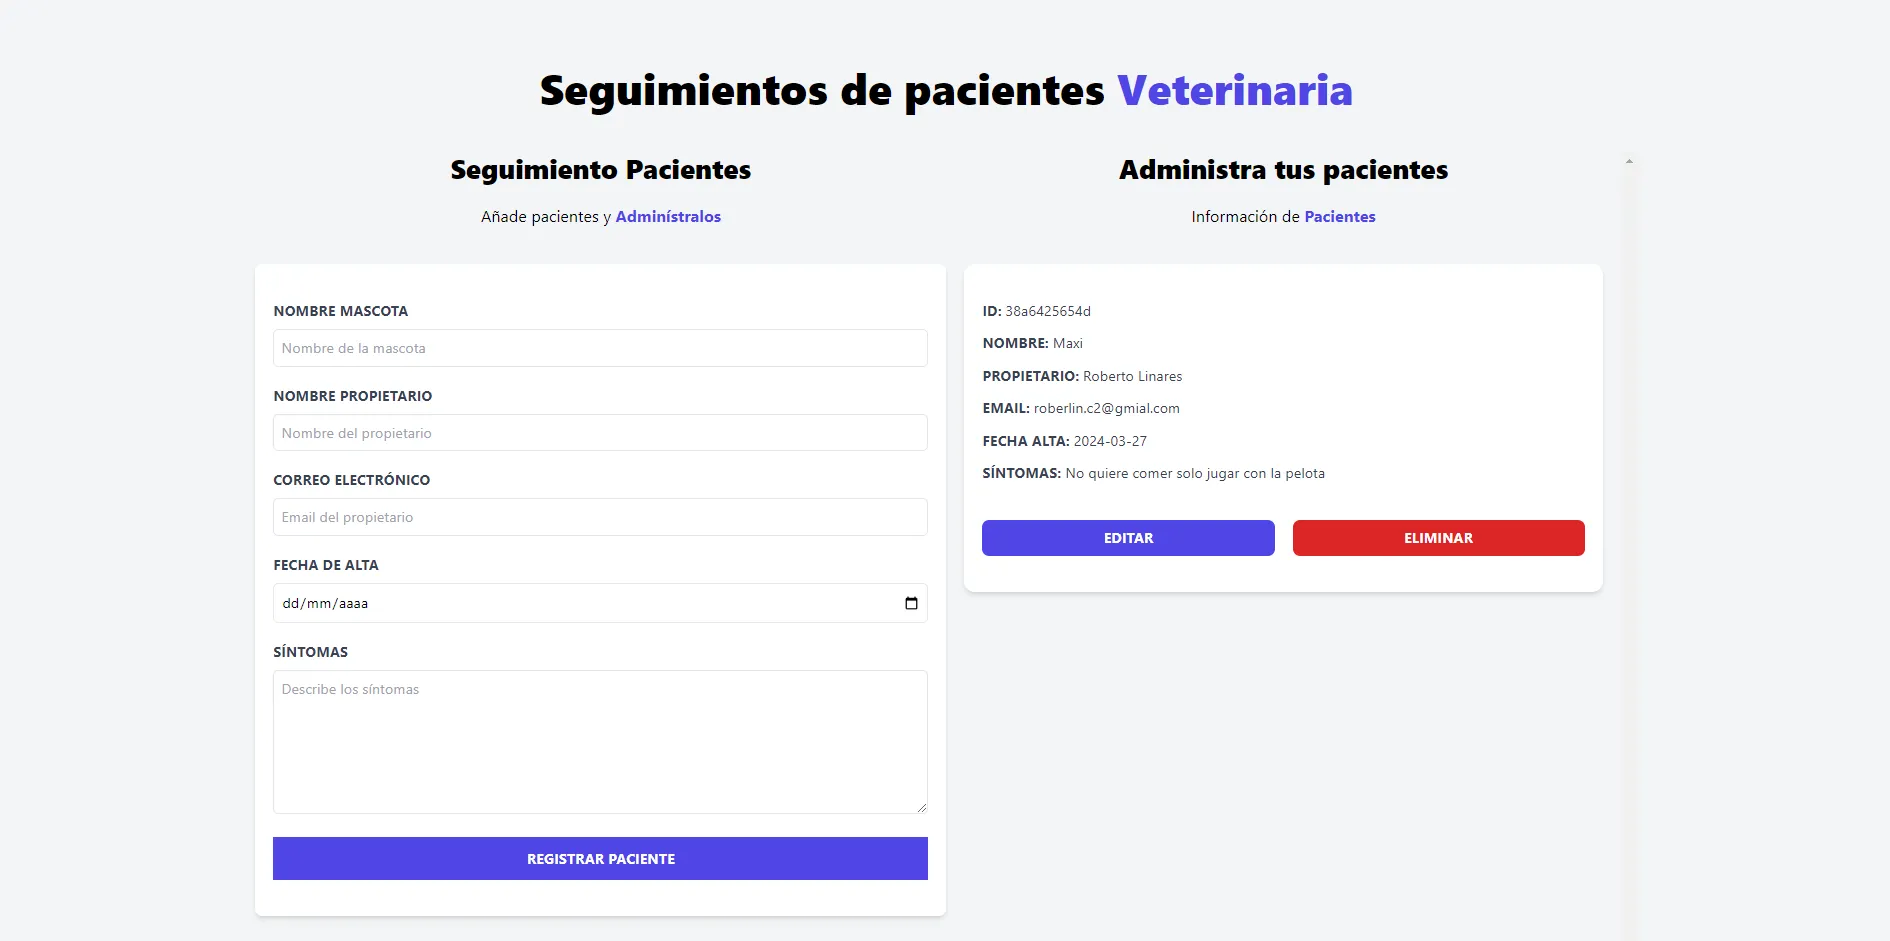 Seguimientos de pacientes Veterinaria
Seguimiento Pacientes
Añade pacientes y Adminístralos
NOMBRE MASCOTA
Nombre de la mascota
NOMBRE PROPIETARIO
Nombre del propietario
CORREO ELECTRÓNICO
Email del propietario
FECHA DE ALTA
dd/mm/aaaa
SÍNTOMAS
Describe los síntomas
REGISTRAR PACIENTE
Administra tus pacientes
Información de Pacientes
ID: 38a6425654d
NOMBRE: Maxi
PROPIETARIO: Roberto Linares
EMAIL: roberlin.c2@gmial.com
FECHA ALTA: 2024-03-27
SÍNTOMAS: No quiere comer solo jugar con la pelota
EDITAR
ELIMINAR